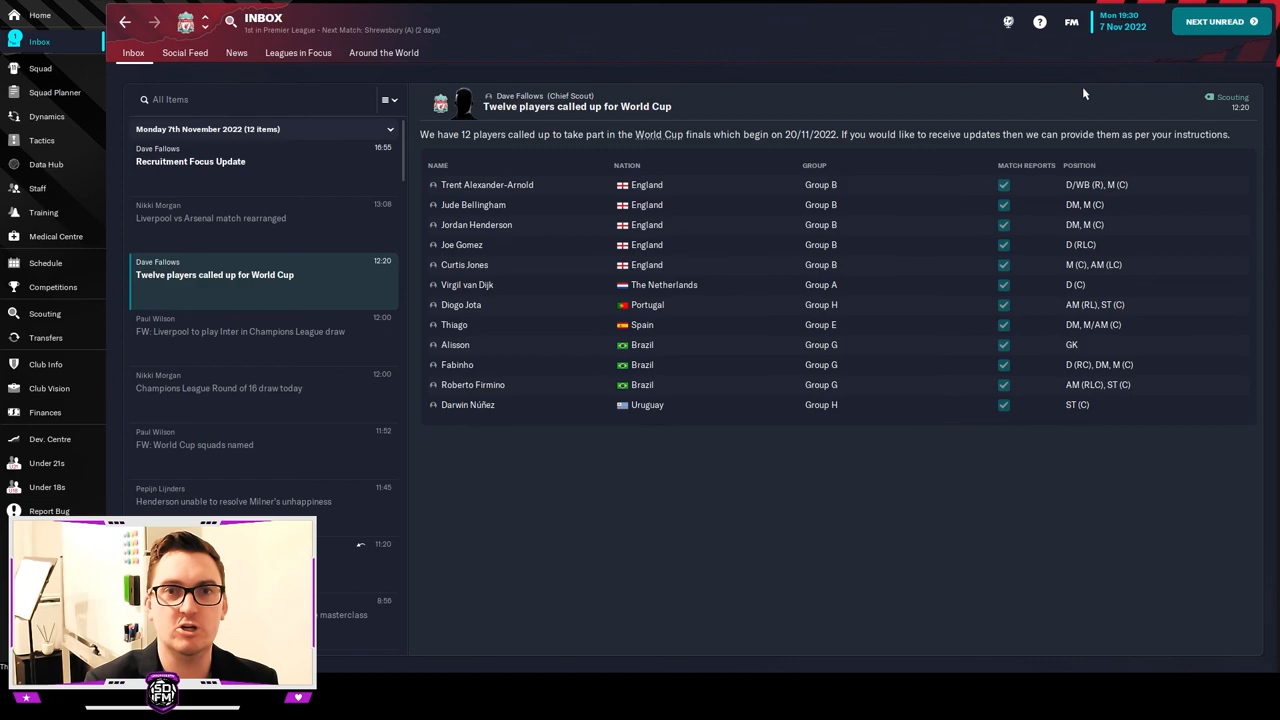 Home
1
Inbox
Squad
Squad Planner
Dynamics
Tactics
Data Hub
Staff
Training
Medical Centre
Schedule
Competitions
Scouting
Transfers
Club Info
Club Vision
Finances
Dev. Centre
Under 21s
Under 18s
Report Bug
INBOX
1st in Premier League - Next Match: Shrewsbury (A) (2 days)
FM
Mon 19:30
7 Nov 2022
NEXT UNREAD
Inbox Social Feed News Leagues in Focus Around the World
All Items
Monday 7th November 2022 (12 items)
Dave Fallows 16:55
Recruitment Focus Update
Nikki Morgan 13:08
Liverpool vs Arsenal match rearranged
Dave Fallows 12:20
Twelve players called up for World Cup
Paul Wilson 12:00
FW: Liverpool to play Inter in Champions League draw
Nikki Morgan 12:00
Champions League Round of 16 draw today
Paul Wilson 11:52
FW: World Cup squads named
Pepijn Lijnders 11:45
Henderson unable to resolve Milner's unhappiness
11:20
8:56
masterclass
Dave Fallows (Chief Scout)
Twelve players called up for World Cup
Scouting
12:20
We have 12 players called up to take part in the World Cup finals which begin on 20/11/2022. If you would like to receive updates then we can provide them as per your instructions.
NAME NATION GROUP MATCH REPORTS POSITION
Trent Alexander-Arnold England Group B D/WB (R), M (C)
Jude Bellingham England Group B DM, M (C)
Jordan Henderson England Group B DM, M (C)
Joe Gomez England Group B D (RLC)
Curtis Jones England Group B M (C), AM (LC)
Virgil van Dijk The Netherlands Group A D (C)
Diogo Jota Portugal Group H AM (RL), ST (C)
Thiago Spain Group E DM, M/AM (C)
Alisson Brazil Group G GK
Fabinho Brazil Group G D (RC), DM, M (C)
Roberto Firmino Brazil Group G AM (RLC), ST (C)
Darwin Núñez Uruguay Group H ST (C)
Th
SD
FM